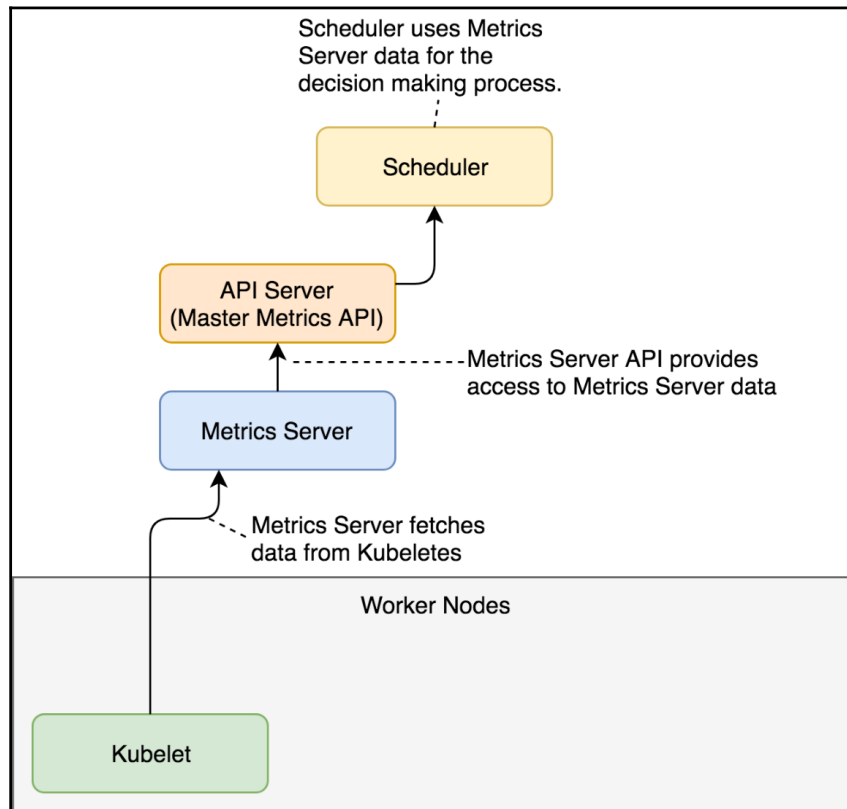 Scheduler uses Metrics
Server data for the
decision making process.
Scheduler
API Server
(Master Metrics API)
Metrics Server API provides
access to Metrics Server data
Metrics Server
Metrics Server fetches
data from Kubeletes
Worker Nodes
Kubelet